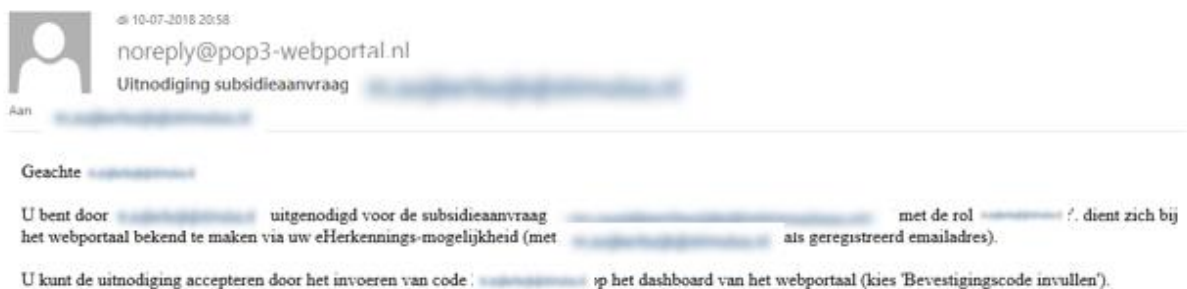 di 10-07-2018 20:58
noreply@pop3-webportal.nl
Uitnodiging subsidieaanvraag
Aan
Geachte
U bent door uitgenodigd voor de subsidieaanvraag met de rol '. dient zich bij
het webportaal bekend te maken via uw eHerkennings-mogelijkheid (met als geregistreerd emailadres).
U kunt de uitnodiging accepteren door het invoeren van code op het dashboard van het webportaal (kies 'Bevestigingscode invullen').